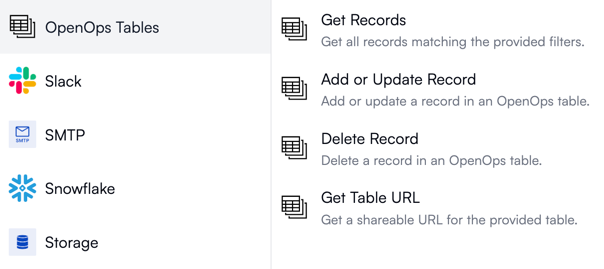 OpenOps Tables
Slack
SMTP
SMTP
Snowflake
Storage
Get Records
Get all records matching the provided filters.
Add or Update Record
Add or update a record in an OpenOps table.
Delete Record
Delete a record in an OpenOps table.
Get Table URL
Get a shareable URL for the provided table.